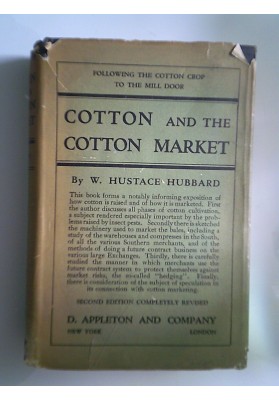 FOLLOWING THE COTTON CROP
TO THE MILL DOOR
COTTON AND THE
COTTON MARKET
By W. HUSTACE HUBBARD
This book forms a notably informing exposition of
how cotton is raised and of how it is marketed. First
the author discusses all phases of cotton cultivation,
a subject rendered especially important by the prob-
lems raised by insect pests. Secondly there is sketched
the machinery used to market the bales, including a
study of the warehouses and compresses in the South,
of all the various Southern merchants, and of the
methods of doing a future contract business on the
various large Exchanges. Thirdly, there is carefully
studied the manner in which merchants use the
future contract system to protect themselves against
market risks, the so-called "hedging". Finally,
there is consideration of the subject of speculation in
its connection with cotton marketing.
SECOND EDITION COMPLETELY REVISED
D. APPLETON AND COMPANY
NEW YORK LONDON
COTTON
AND THE
COTTON
MARKET
HUBBARD